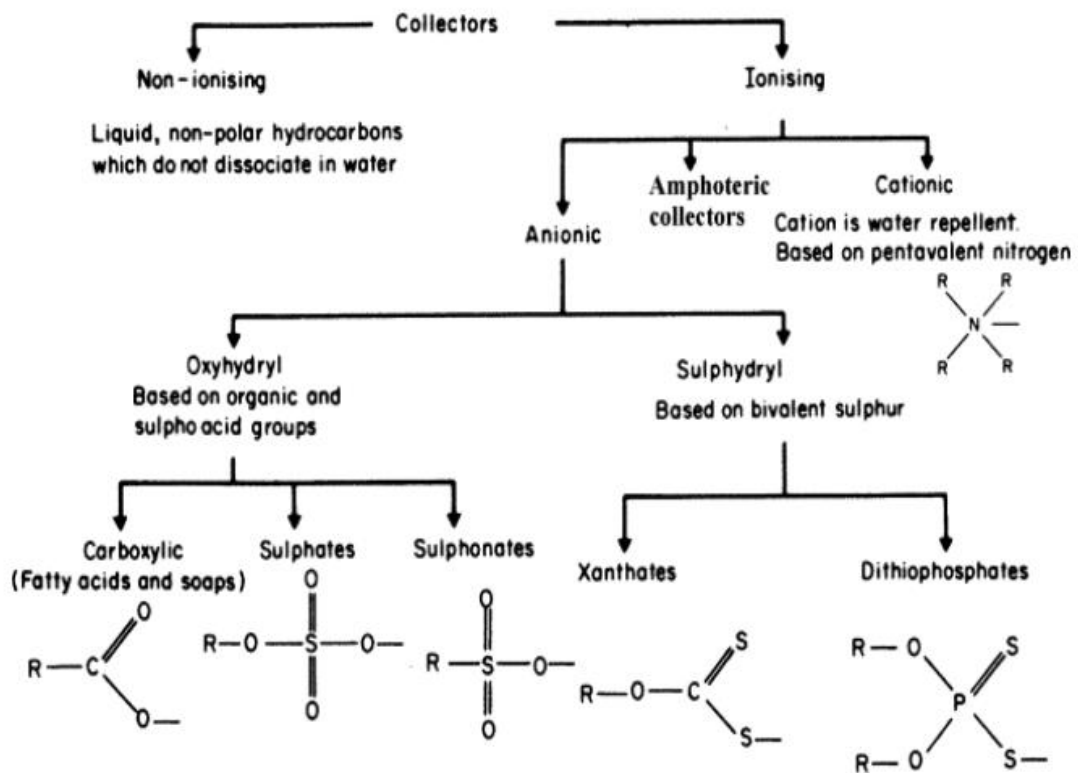 Collectors
Non-ionising
Ionising
Liquid, non-polar hydrocarbons
which do not dissociate in water
Anionic
Amphoteric
collectors
Cationic
Cation is water repellent.
Based on pentavalent nitrogen
R R
N
R R
Oxyhydryl
Based on organic and
sulpho acid groups
Sulphydryl
Based on bivalent sulphur
Carboxylic
(Fatty acids and soaps)
O
R C
O
Sulphates
O
R O S O
O
Sulphonates
O
R S O
O
Xanthates
S
R O C
S
Dithiophosphates
R O S
P
R O S